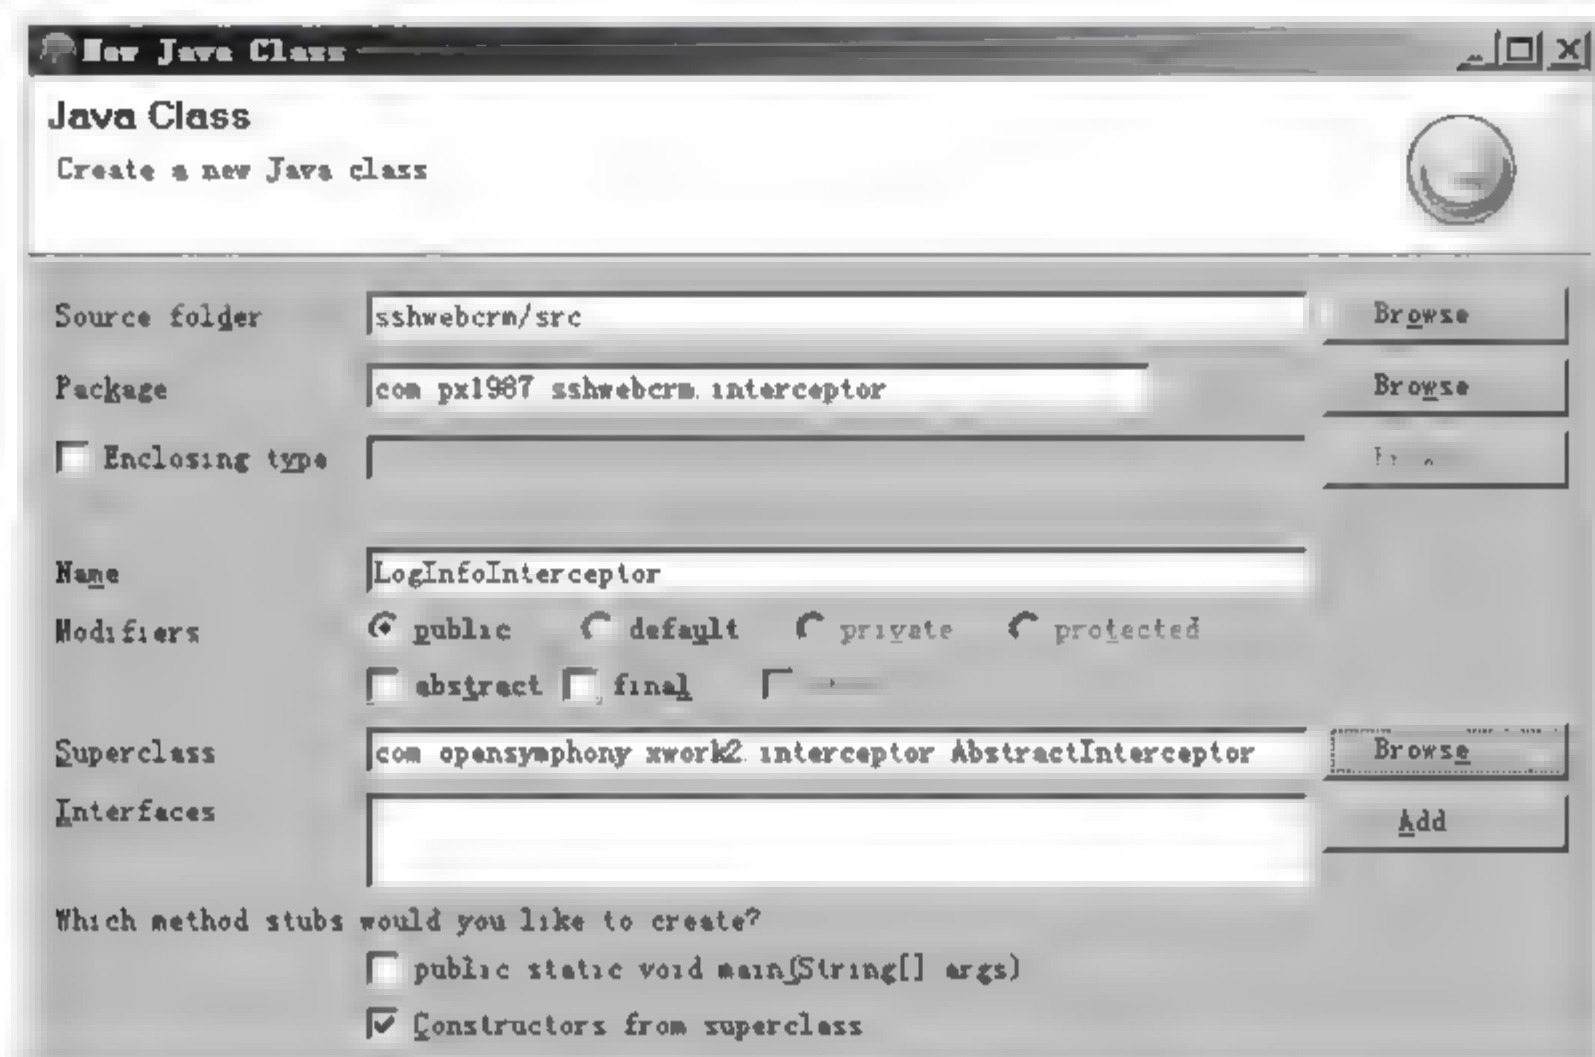 New Java Class
Java Class
Create a new Java class
Source folder sshwebcrm/src Browse
Package com px1987 sshwebcrm.interceptor Browse
Enclosing type
Name LogInfoInterceptor
Modifiers public default private protected
abstract final
Superclass com opensymphony xwork2.interceptor AbstractInterceptor Browse
Interfaces Add
Which method stubs would you like to create?
public static void main(String[] args)
Constructors from superclass